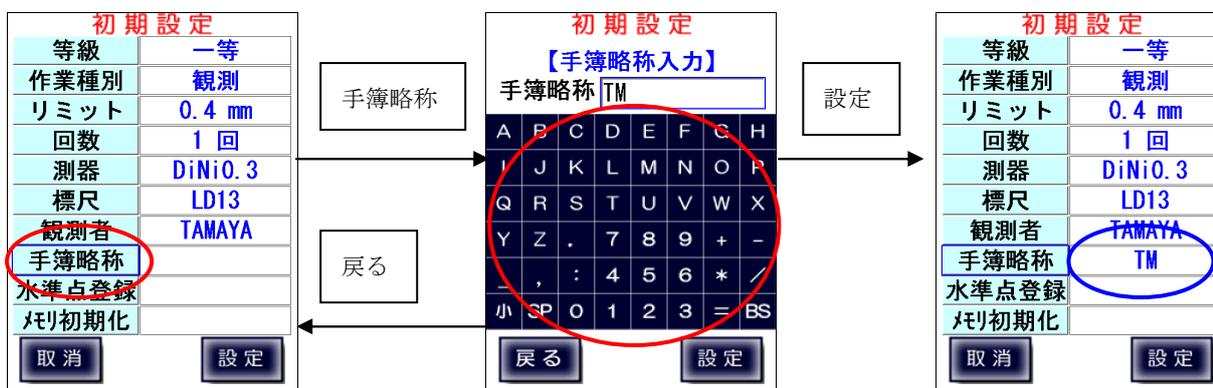 初期設定
等級 一等
作業種別 観測
リミット 0.4 mm
回数 1 回
測器 DiNi0.3
標尺 LD13
観測者 TAMAYA
手簿略称
水準点登録
ﾒﾓﾘ初期化
取消 設定
手簿略称
戻る
初期設定
【手簿略称入力】
手簿略称 TM
A B C D E F G H
I J K L M N O P
Q R S T U V W X
Y Z . 7 8 9 + -
_ , : 4 5 6 * /
小 SP 0 1 2 3 = BS
戻る 設定
設定
初期設定
等級 一等
作業種別 観測
リミット 0.4 mm
回数 1 回
測器 DiNi0.3
標尺 LD13
観測者 TAMAYA
手簿略称 TM
水準点登録
ﾒﾓﾘ初期化
取消 設定